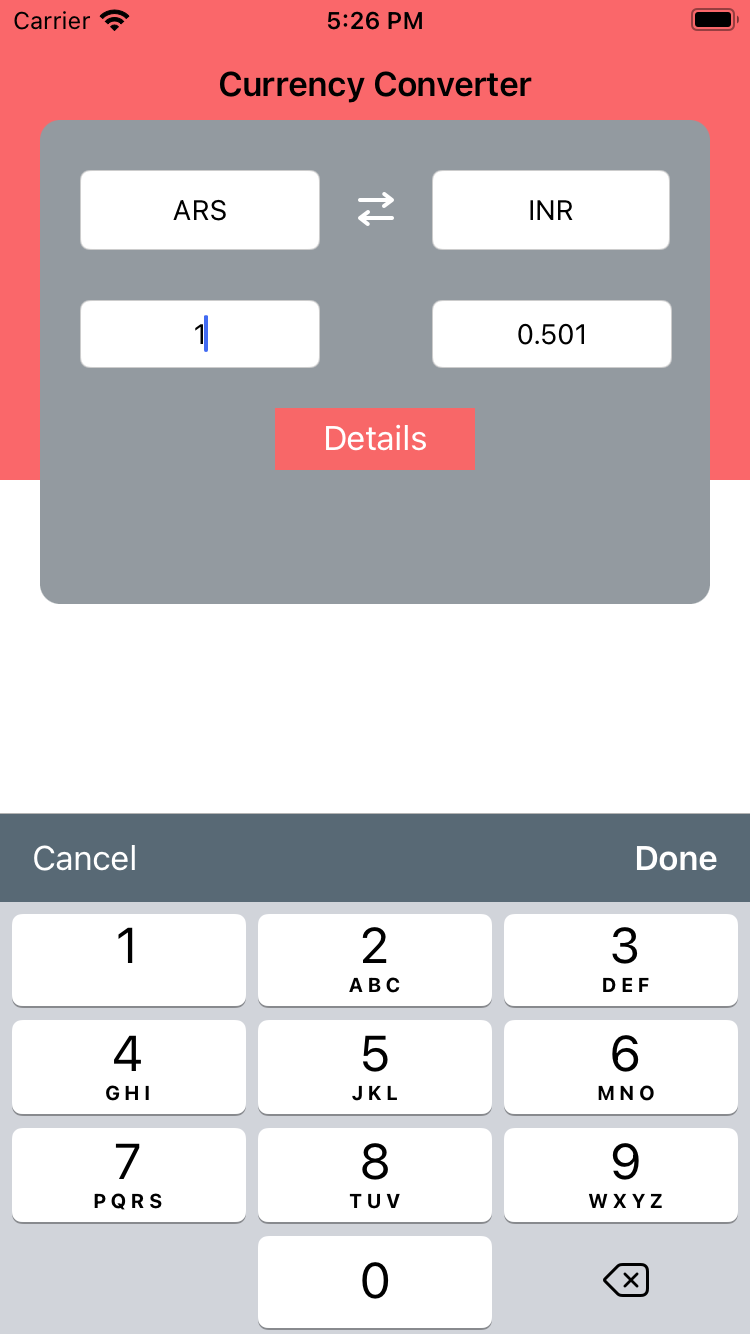 Carrier 5:26 PM
Currency Converter
ARS INR
1 0.501
Details
Cancel Done
1 2 3
ABC DEF
4 5 6
GHI JKL MNO
7 8 9
PQRS TUV WXYZ
0